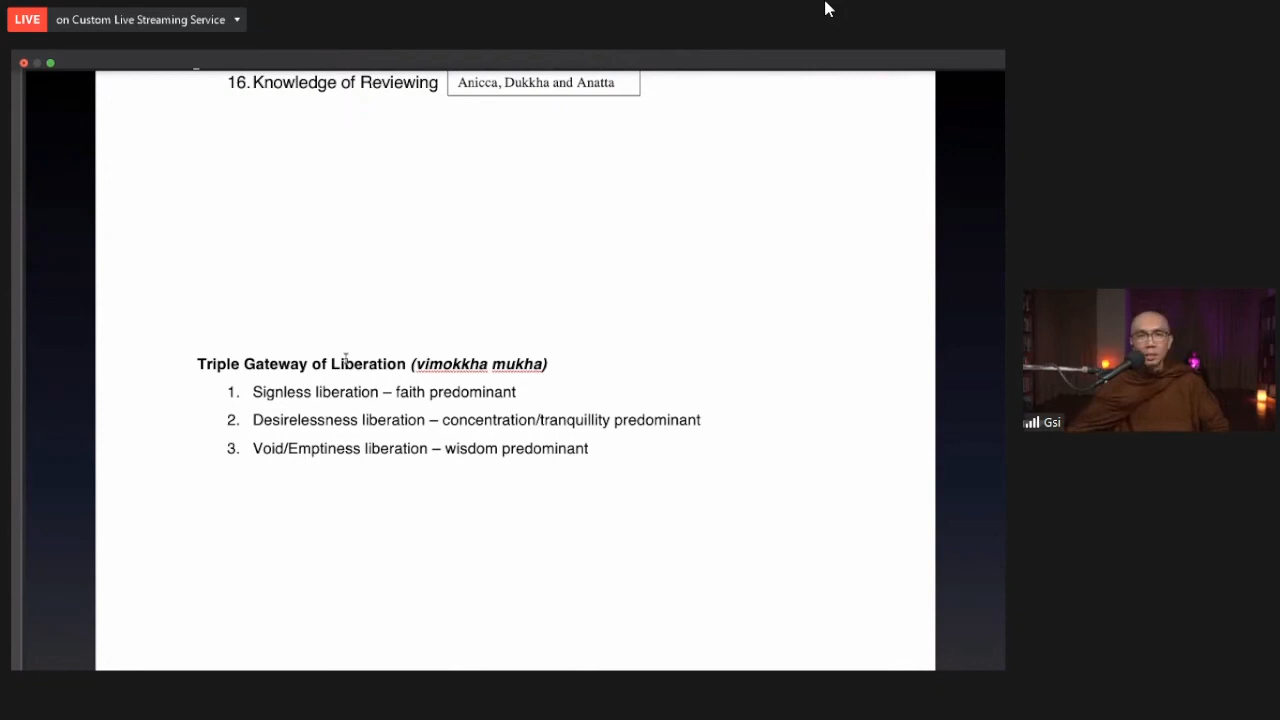 LIVE on Custom Live Streaming Service
16. Knowledge of Reviewing Anicca, Dukkha and Anatta
Triple Gateway of Liberation (vimokkha mukha)
1. Signless liberation – faith predominant
2. Desirelessness liberation – concentration/tranquillity predominant
3. Void/Emptiness liberation – wisdom predominant
Gsi